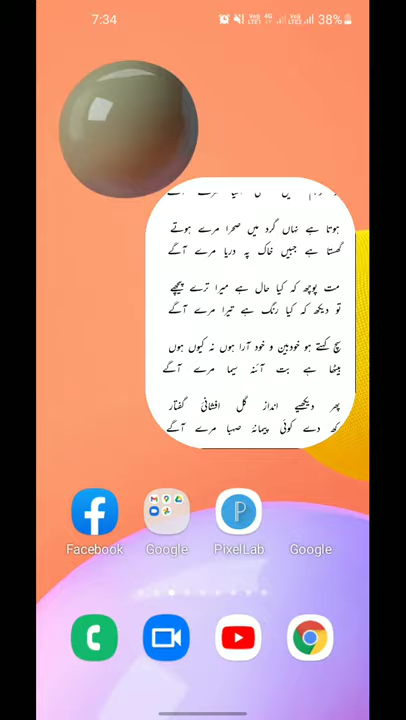 7:34
38%
ہوتا ہے نہاں گرد میں صحرا مرے ہوتے
گھستا ہے جبیں خاک پہ دریا مرے آگے
مت پوچھ کہ کیا حال ہے میرا ترے پیچھے
تو دیکھ کہ کیا رنگ ہے تیرا مرے آگے
سچ کہتے ہو خودبین و خود آرا ہوں نہ کیوں ہوں
بیٹھا ہے بت آئنہ سیما مرے آگے
پھر دیکھیے انداز گل افشانئ گفتار
رکھ دے کوئی پیمانۂ صہبا مرے آگے
Facebook
Google
PixelLab
Google